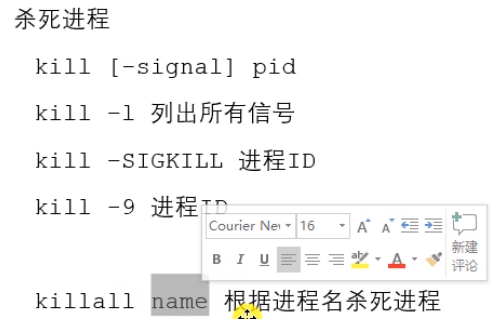 杀死进程
kill [-signal] pid
kill -l 列出所有信号
kill -SIGKILL 进程ID
kill -9 进程ID
Courier Nev 16 A A
新建
B I U ab A
评论
killall name 根据进程名杀死进程